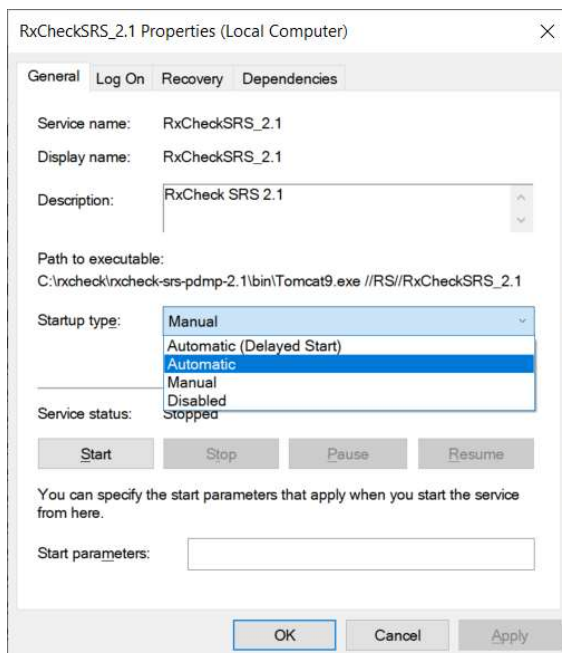 RxCheckSRS_2.1 Properties (Local Computer)
General Log On Recovery Dependencies
Service name: RxCheckSRS_2.1
Display name: RxCheckSRS_2.1
Description: RxCheck SRS 2.1
Path to executable:
C:\rxcheck\rxcheck-srs-pdmp-2.1\bin\Tomcat9.exe //RS//RxCheckSRS_2.1
Startup type: Manual
Automatic (Delayed Start)
Automatic
Manual
Disabled
Service status: Stopped
Start Stop Pause Resume
You can specify the start parameters that apply when you start the service
from here.
Start parameters:
OK Cancel Apply